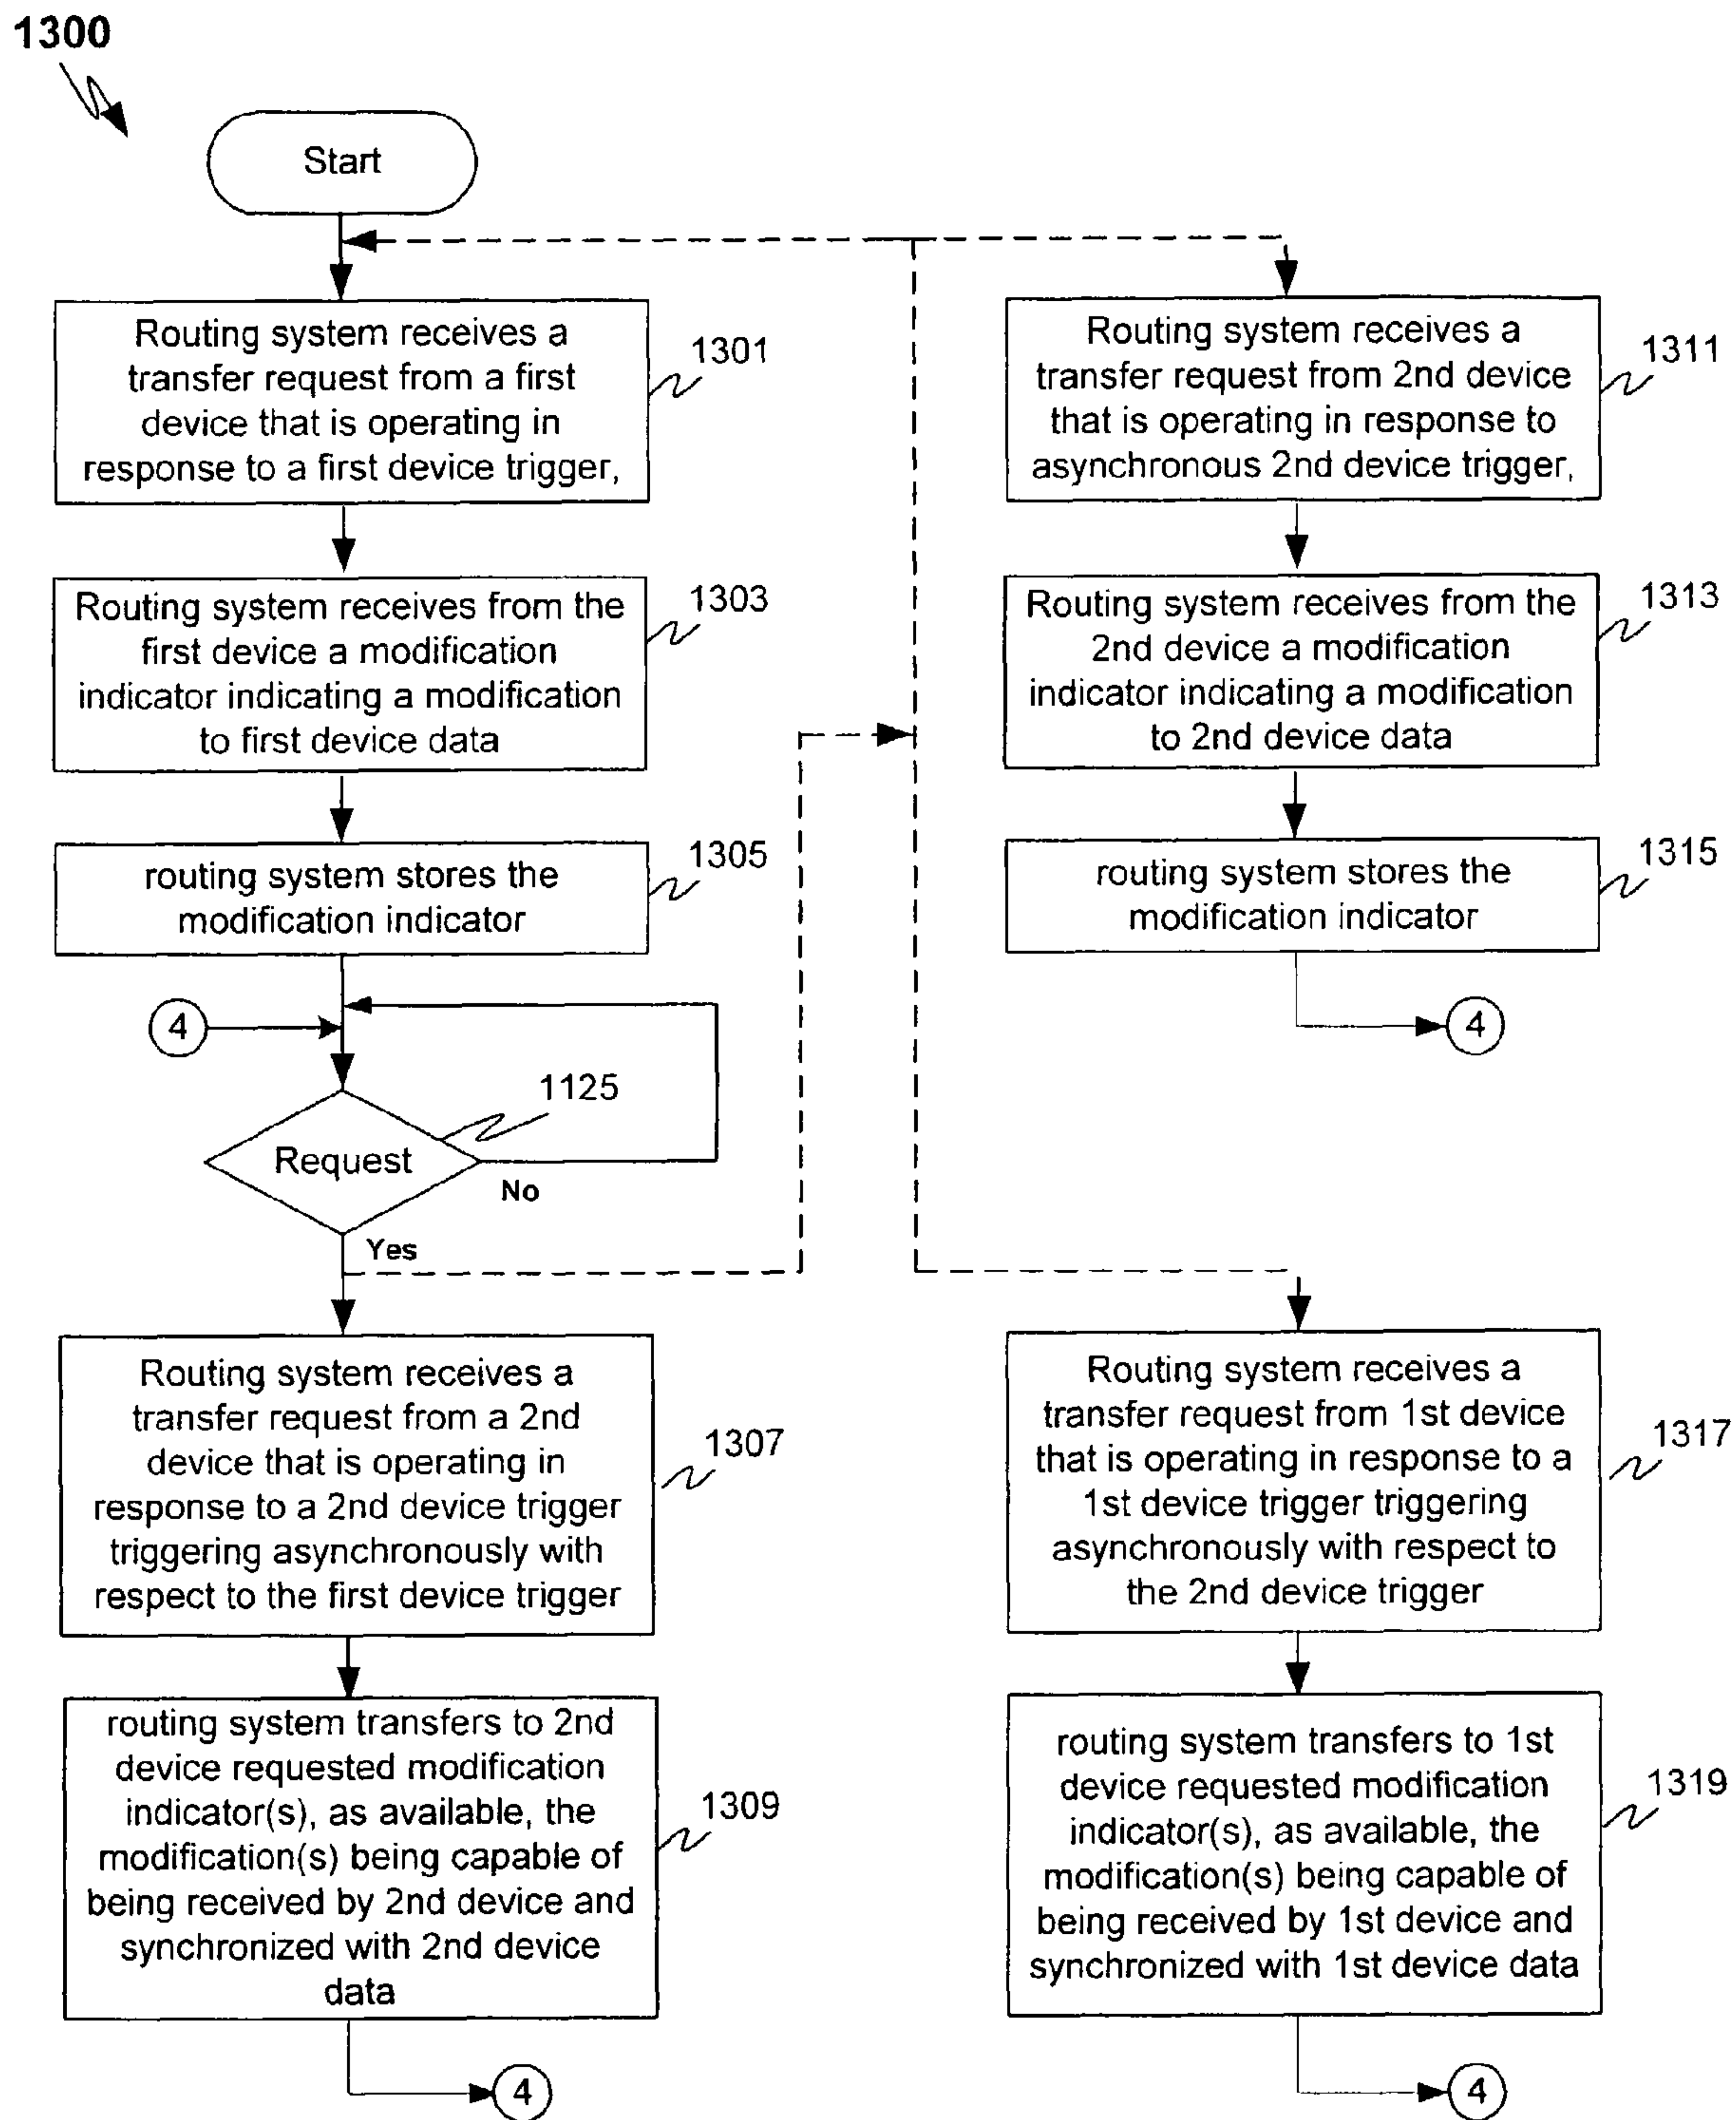 1300
Start
Routing system receives a
transfer request from a first
device that is operating in
response to a first device trigger,
1301
Routing system receives from the
first device a modification
indicator indicating a modification
to first device data
1303
routing system stores the
modification indicator
1305
4
Request
1125
No
Yes
Routing system receives a
transfer request from a 2nd
device that is operating in
response to a 2nd device trigger
triggering asynchronously with
respect to the first device trigger
1307
routing system transfers to 2nd
device requested modification
indicator(s), as available, the
modification(s) being capable of
being received by 2nd device and
synchronized with 2nd device
data
1309
4
Routing system receives a
transfer request from 2nd device
that is operating in response to
asynchronous 2nd device trigger,
1311
Routing system receives from the
2nd device a modification
indicator indicating a modification
to 2nd device data
1313
routing system stores the
modification indicator
1315
4
Routing system receives a
transfer request from 1st device
that is operating in response to a
1st device trigger triggering
asynchronously with respect to
the 2nd device trigger
1317
routing system transfers to 1st
device requested modification
indicator(s), as available, the
modification(s) being capable of
being received by 1st device and
synchronized with 1st device data
1319
4